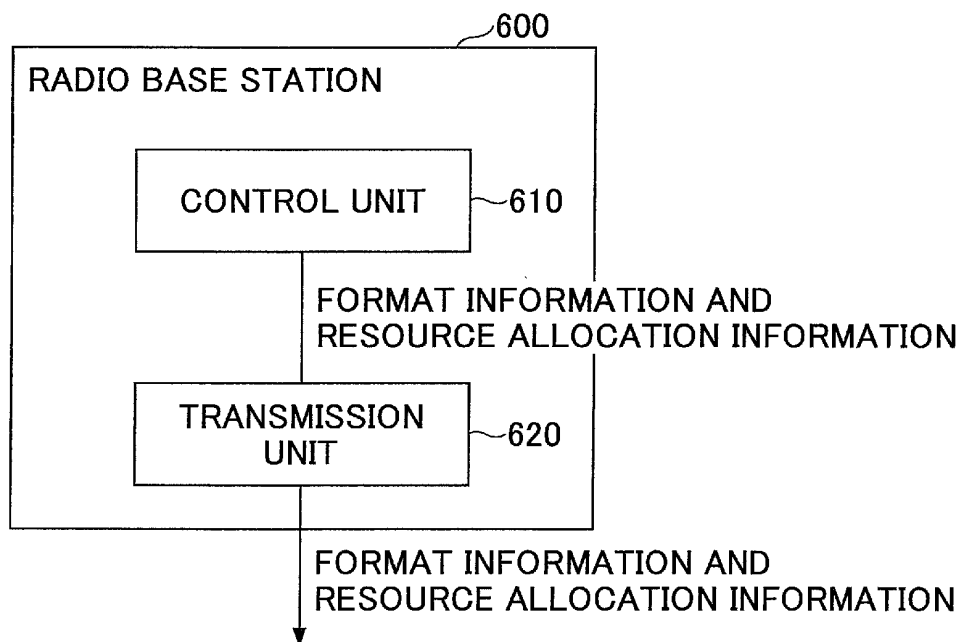 600
RADIO BASE STATION
CONTROL UNIT
610
FORMAT INFORMATION AND
RESOURCE ALLOCATION INFORMATION
TRANSMISSION
UNIT
620
FORMAT INFORMATION AND
RESOURCE ALLOCATION INFORMATION